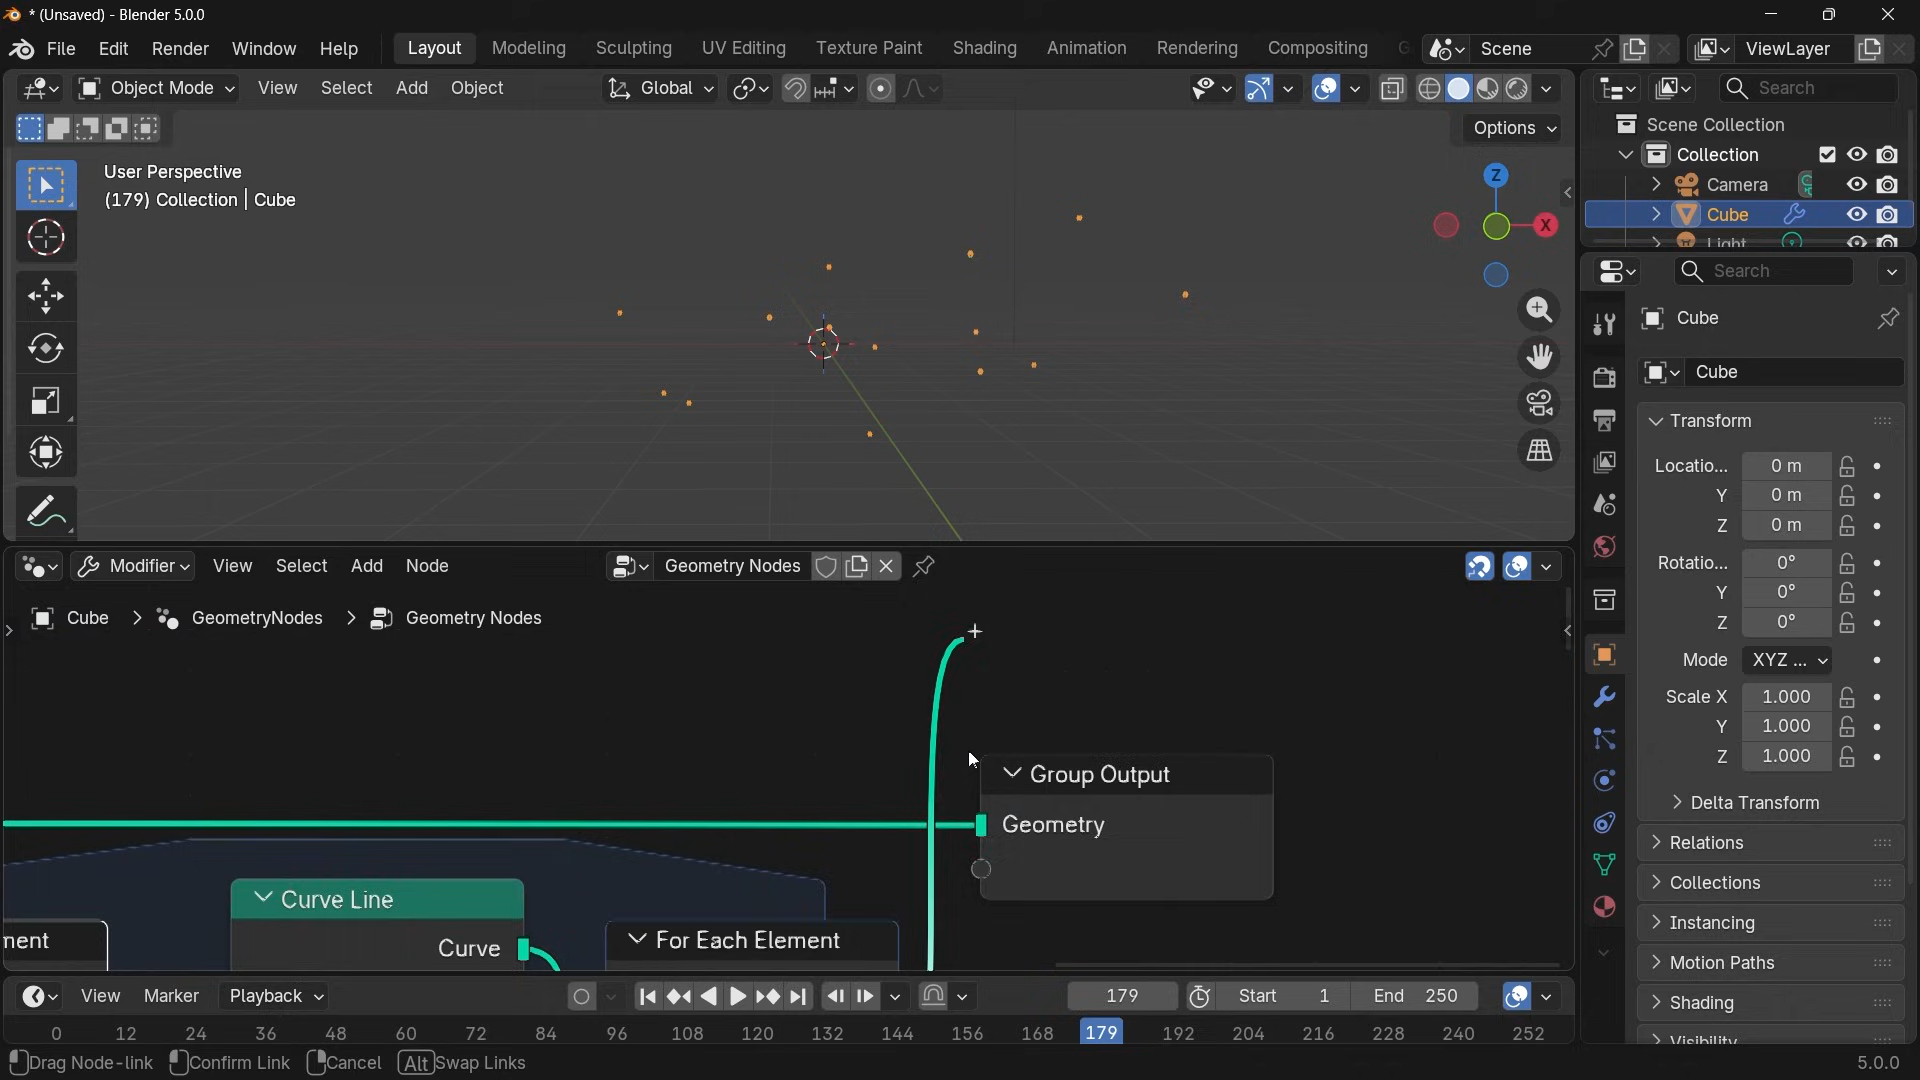 * (Unsaved) - Blender 5.0.0
File Edit Render Window Help Layout Modeling Sculpting UV Editing Texture Paint Shading Animation Rendering Compositing Scene ViewLayer
Object Mode View Select Add Object Global Search
Options
Scene Collection
Collection
Camera
Cube
Light
User Perspective
(179) Collection | Cube
Z
X
Search
Cube
Cube
Transform
Locatio... 0 m
Y 0 m
Z 0 m
Rotatio... 0°
Y 0°
Z 0°
Mode XYZ ...
Scale X 1.000
Y 1.000
Z 1.000
Delta Transform
Relations
Collections
Instancing
Motion Paths
Shading
Visibility
Modifier View Select Add Node Geometry Nodes
Cube > GeometryNodes > Geometry Nodes
Group Output
Geometry
Curve Line
Curve
ment
For Each Element
View Marker Playback 179 Start 1 End 250
0 12 24 36 48 60 72 84 96 108 120 132 144 156 168 179 192 204 216 228 240 252
Drag Node-link Confirm Link Cancel Alt Swap Links 5.0.0